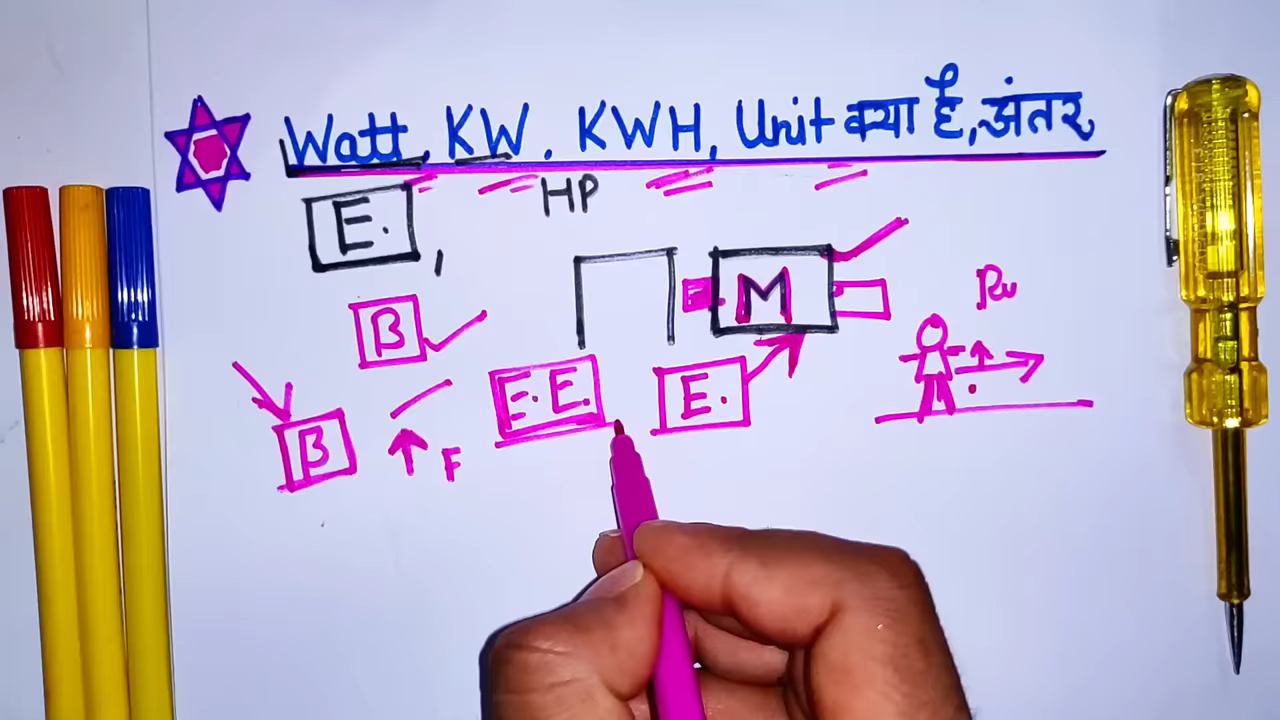 Watt, KW. KWH, Unit क्या है, अंतर
HP
E.
M
B
E.E.
E.
B
F